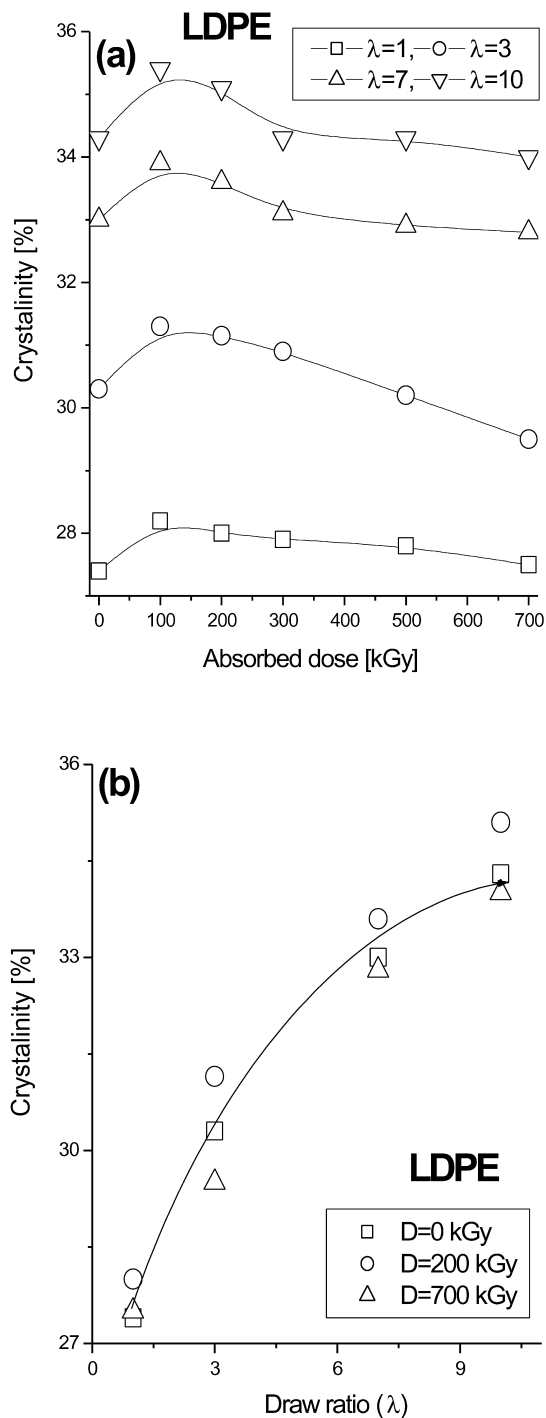 LDPE
(a)
λ=1, λ=3
λ=7, λ=10
36
34
32
30
28
Crystalinity [%]
0 100 200 300 400 500 600 700
Absorbed dose [kGy]
(b)
36
33
30
27
Crystalinity [%]
LDPE
D=0 kGy
D=200 kGy
D=700 kGy
0 3 6 9
Draw ratio (λ)